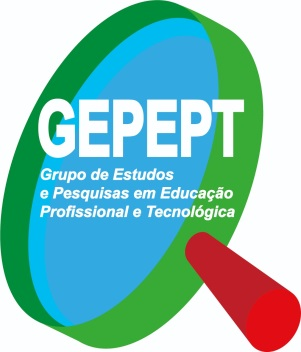 GEPEPT
Grupo de Estudos
e Pesquisas em Educação
Profissional e Tecnológica